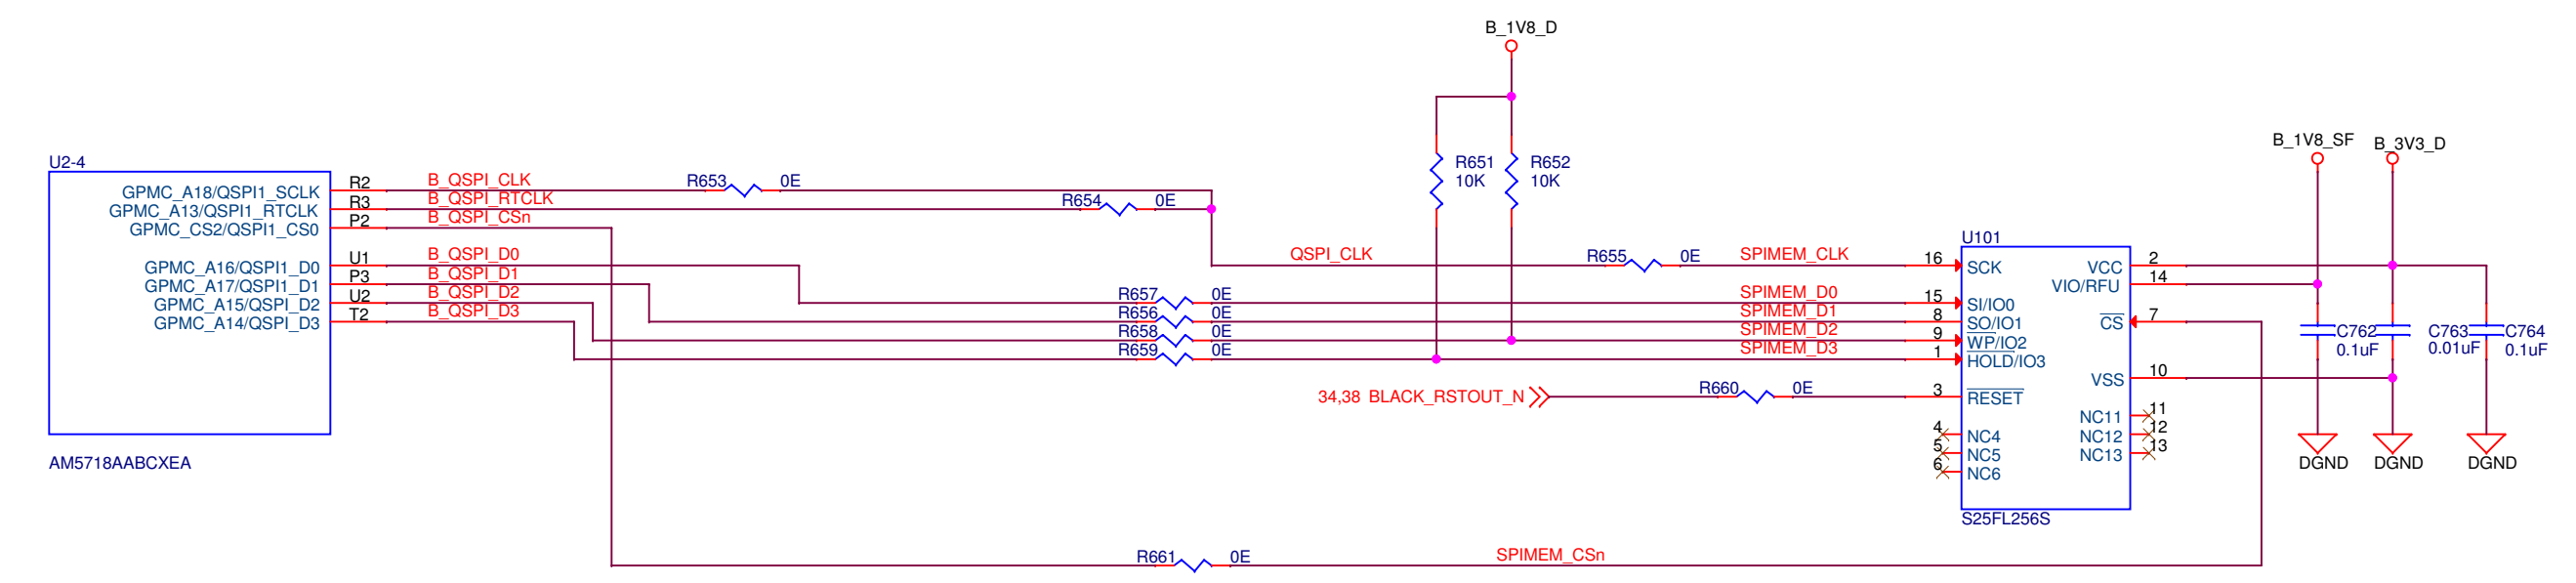 B_1V8_D
B_1V8_SF
B_3V3_D
U2-4
GPMC_A18/QSPI1_SCLK
GPMC_A13/QSPI1_RTCLK
GPMC_CS2/QSPI1_CS0
GPMC_A16/QSPI1_D0
GPMC_A17/QSPI1_D1
GPMC_A15/QSPI_D2
GPMC_A14/QSPI_D3
AM5718AABCXEA
R2
R3
P2
U1
P3
U2
T2
B_QSPI_CLK
B_QSPI_RTCLK
B_QSPI_CSn
B_QSPI_D0
B_QSPI_D1
B_QSPI_D2
B_QSPI_D3
R653 0E
R654 0E
R651
10K
R652
10K
QSPI_CLK
R655 0E
SPIMEM_CLK
R657 0E
R656 0E
R658 0E
R659 0E
SPIMEM_D0
SPIMEM_D1
SPIMEM_D2
SPIMEM_D3
34,38 BLACK_RSTOUT_N
R660 0E
R661 0E
SPIMEM_CSn
U101
16
15
8
9
1
3
4
5
6
SCK
SI/IO0
SO/IO1
WP/IO2
HOLD/IO3
RESET
NC4
NC5
NC6
VCC
VIO/RFU
CS
VSS
NC11
NC12
NC13
2
14
7
10
11
12
13
S25FL256S
C762
0.1uF
C763
0.01uF
C764
0.1uF
DGND
DGND
DGND